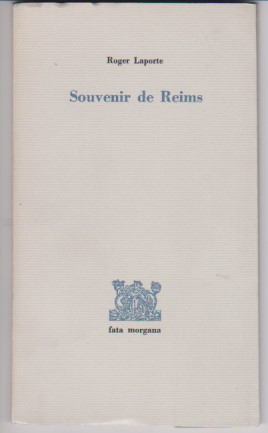 Roger Laporte
Souvenir de Reims
fata morgana